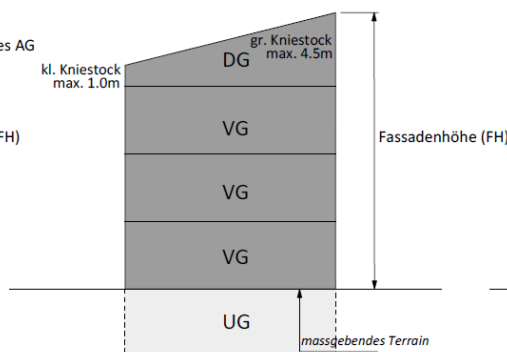 es AG
gr. Kniestock
max. 4.5m
kl. Kniestock
max. 1.0m
DG
FH)
VG
Fassadenhöhe (FH)
VG
VG
UG
massgebendes Terrain